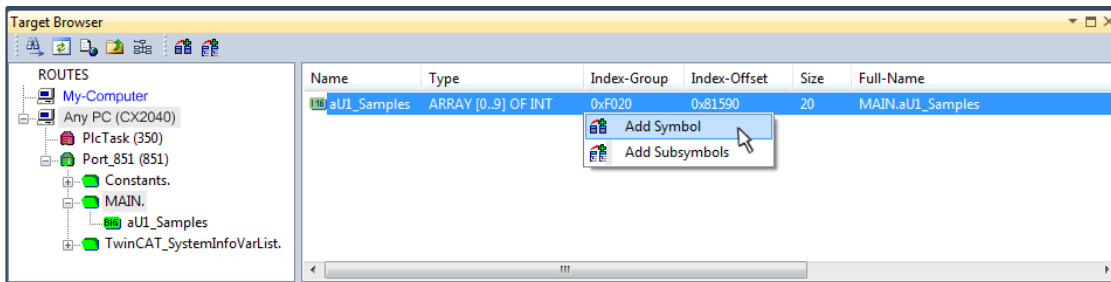 Target Browser
ROUTES
My-Computer
Any PC (CX2040)
PlcTask (350)
Port_851 (851)
Constants.
MAIN.
BIG aU1_Samples
TwinCAT_SystemInfoVarList.
Name Type Index-Group Index-Offset Size Full-Name
I16 aU1_Samples ARRAY [0..9] OF INT 0xF020 0x81590 20 MAIN.aU1_Samples
Add Symbol
Add Subsymbols